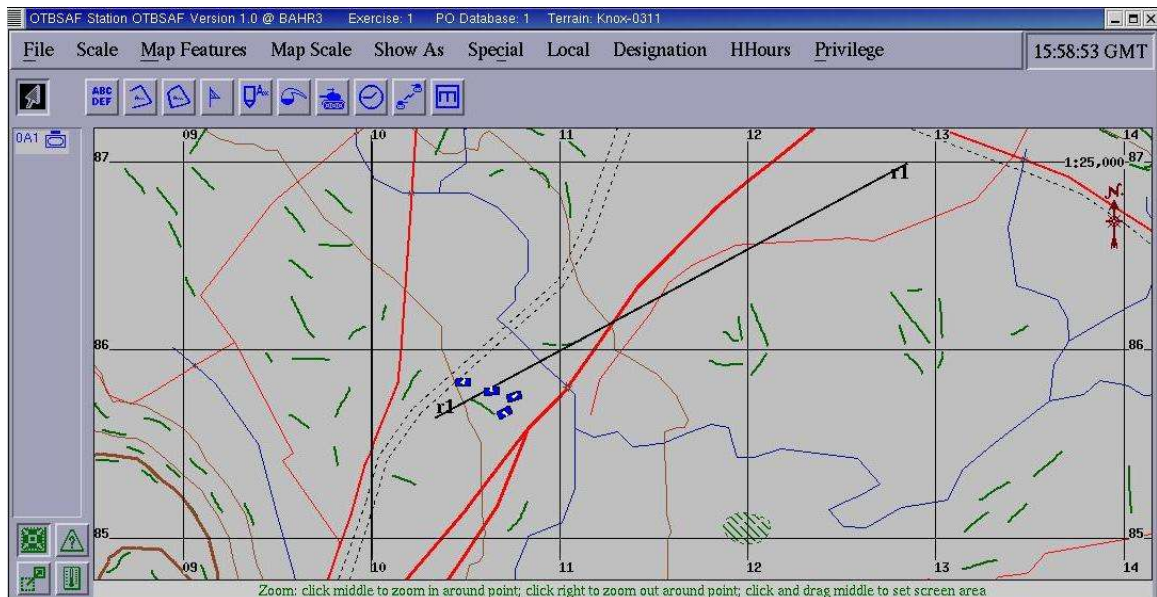 OTBSAF Station OTBSAF Version 1.0 @ BAHR3 Exercise: 1 PO Database: 1 Terrain: Knox-0311
File Scale Map Features Map Scale Show As Special Local Designation HHours Privilege 15:58:53 GMT
ABC
DEF
0A1
09 10 11 12 13 14
87 1:25,000 87
r1
N
86 86
r1
85 85
09 10 11 12 13 14
Zoom: click middle to zoom in around point; click right to zoom out around point; click and drag middle to set screen area